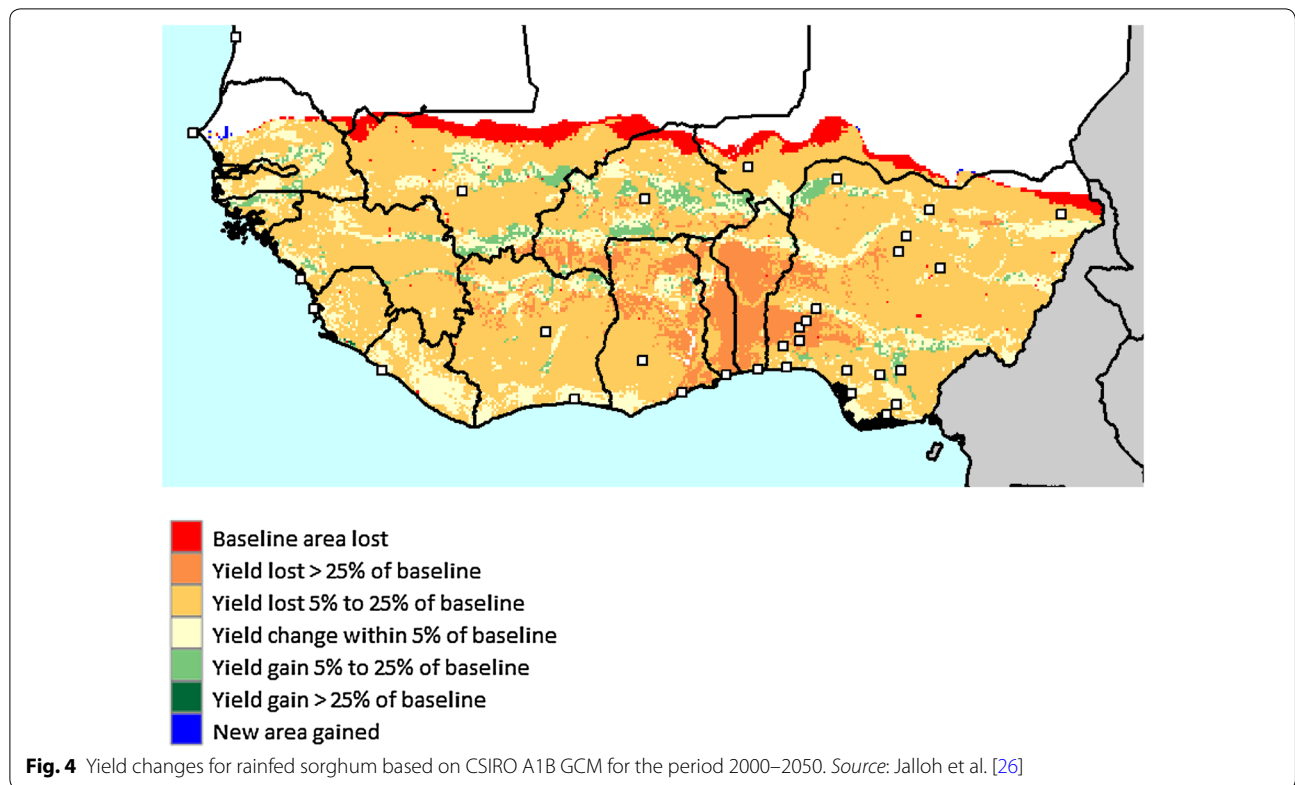 Baseline area lost
Yield lost > 25% of baseline
Yield lost 5% to 25% of baseline
Yield change within 5% of baseline
Yield gain 5% to 25% of baseline
Yield gain > 25% of baseline
New area gained
Fig. 4 Yield changes for rainfed sorghum based on CSIRO A1B GCM for the period 2000–2050. Source: Jalloh et al. [26]